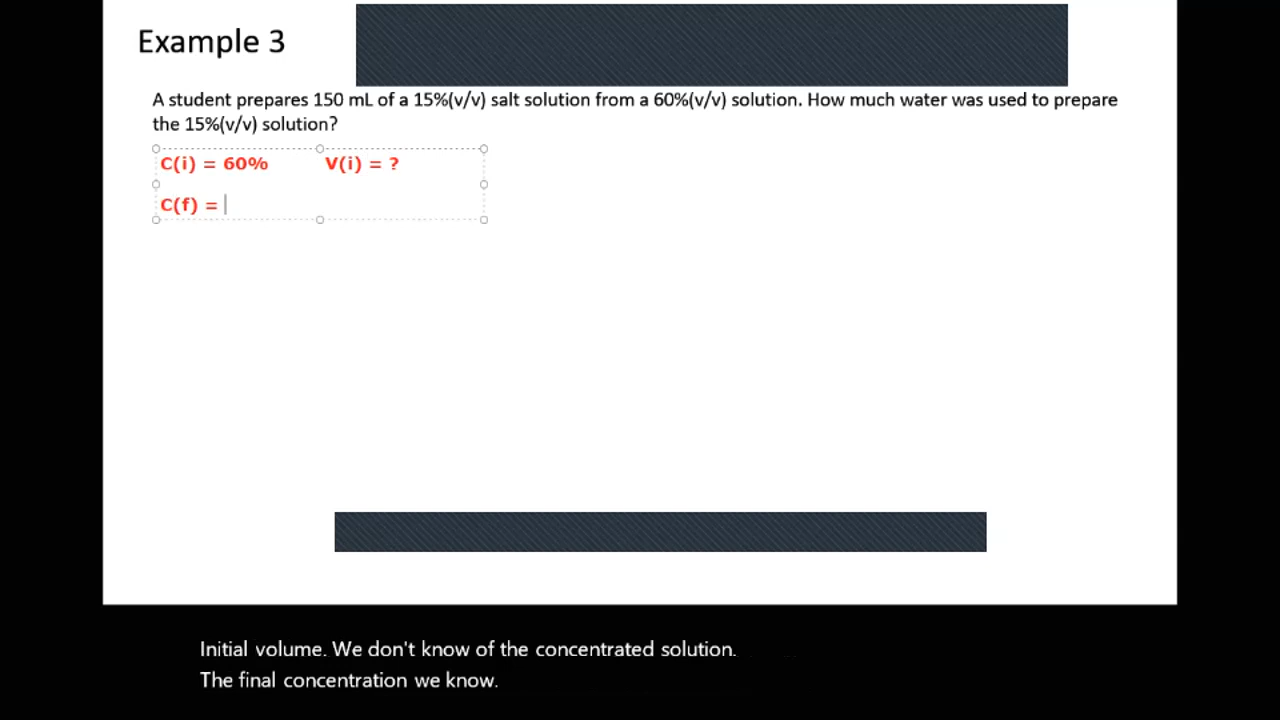 Example 3
A student prepares 150 mL of a 15%(v/v) salt solution from a 60%(v/v) solution. How much water was used to prepare
the 15%(v/v) solution?
C(i) = 60% V(i) = ?
C(f) =
Initial volume. We don't know of the concentrated solution.
The final concentration we know.